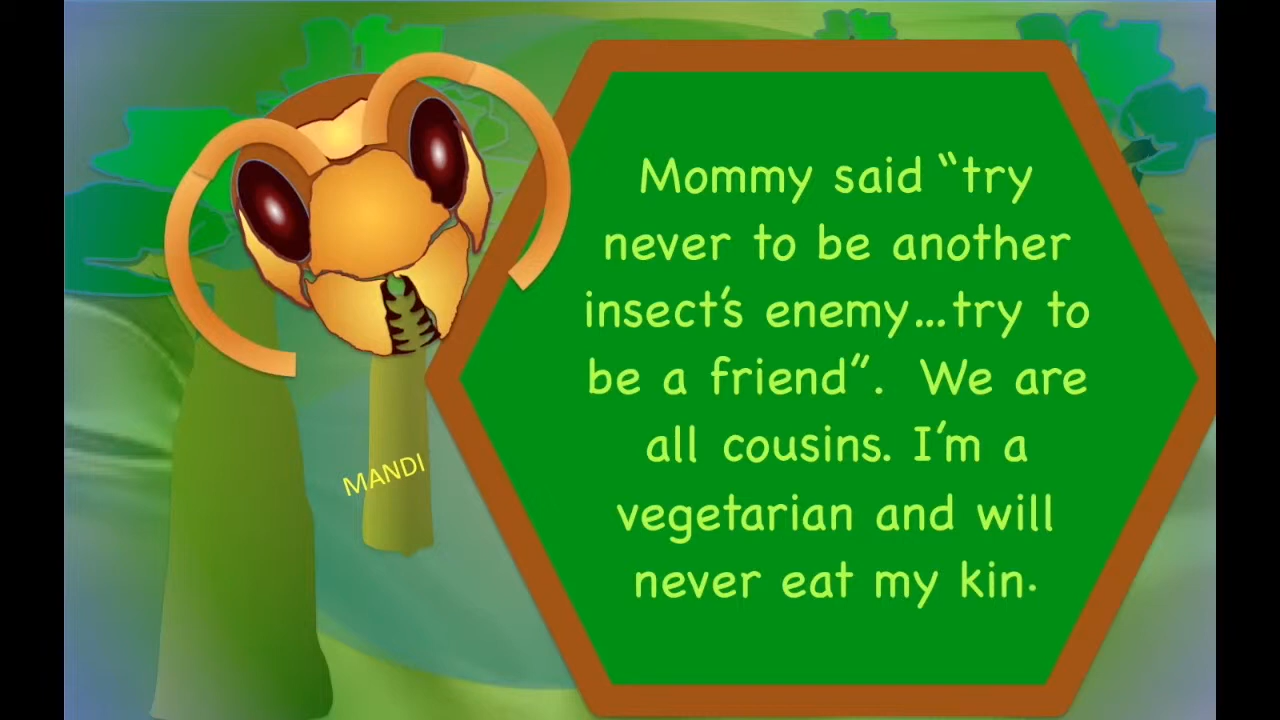 MANDI
Mommy said “try
never to be another
insect’s enemy...try to
be a friend”.  We are
all cousins. I’m a
vegetarian and will
never eat my kin.